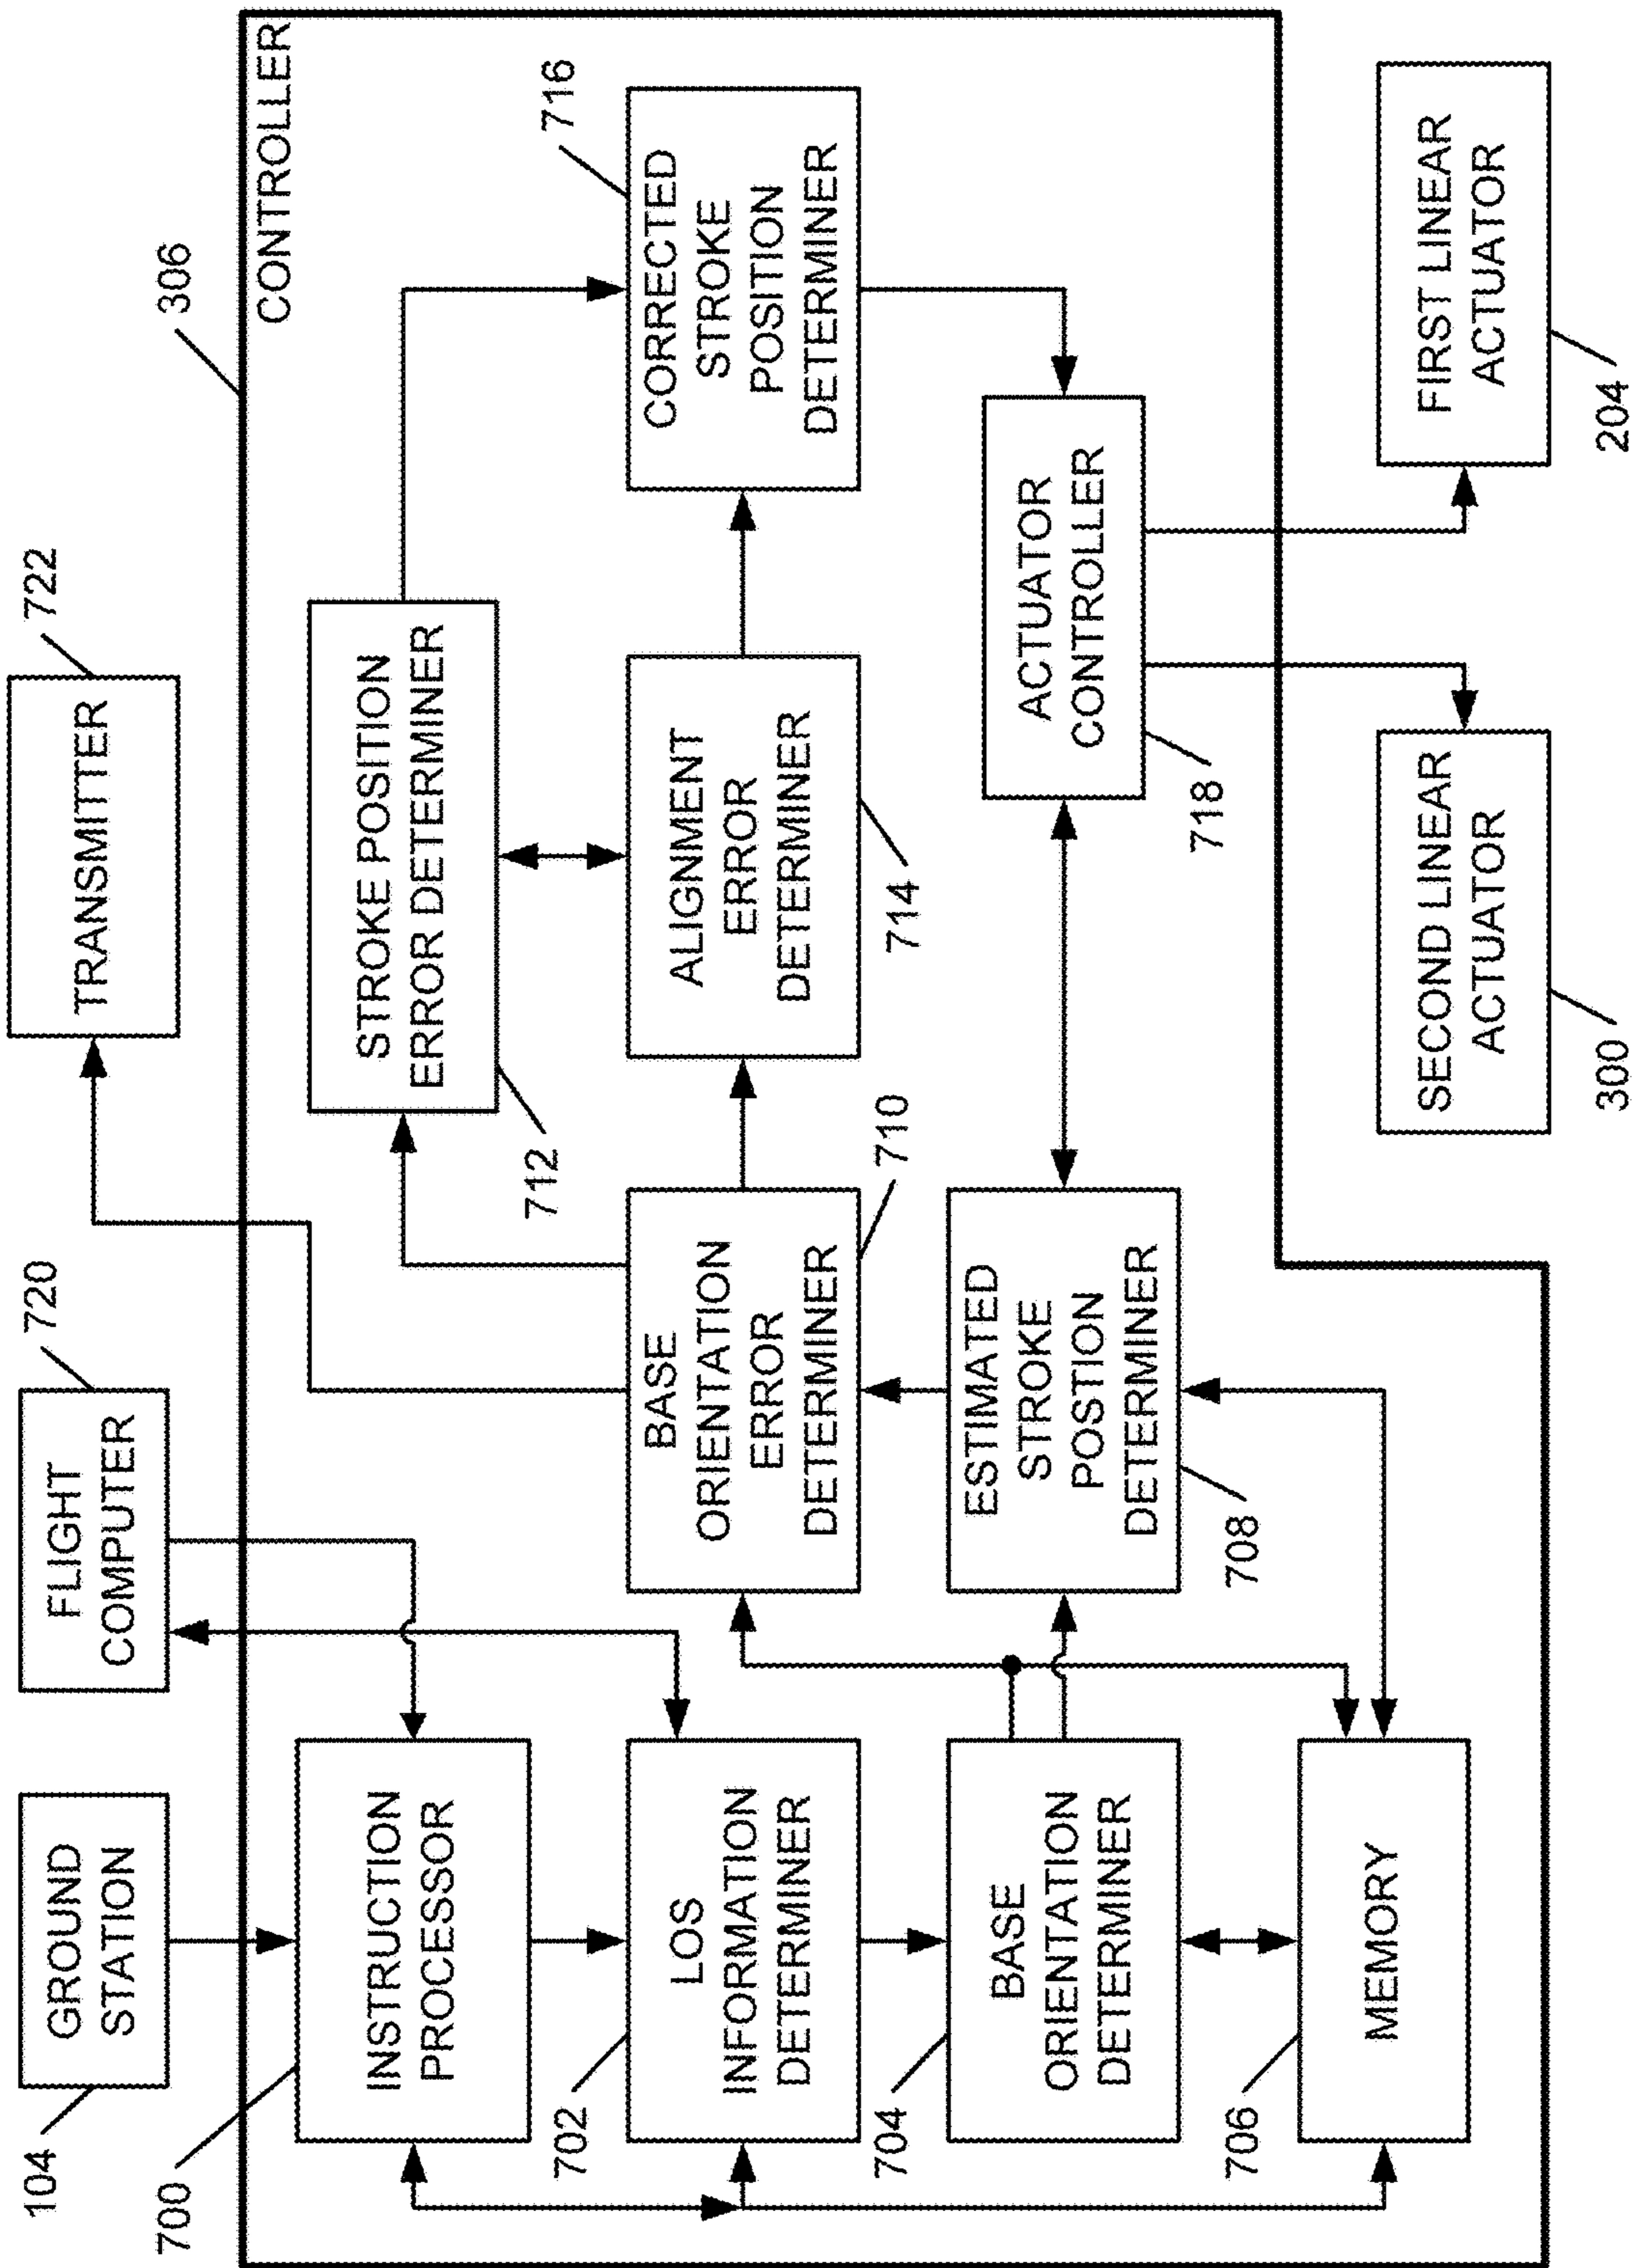 104
GROUND
STATION
720
FLIGHT
COMPUTER
722
TRANSMITTER
306
CONTROLLER
700
INSTRUCTION
PROCESSOR
712
STROKE POSITION
ERROR DETERMINER
702
LOS
INFORMATION
DETERMINER
710
BASE
ORIENTATION
ERROR
DETERMINER
714
ALIGNMENT
ERROR
DETERMINER
716
CORRECTED
STROKE
POSITION
DETERMINER
704
BASE
ORIENTATION
DETERMINER
708
ESTIMATED
STROKE
POSTION
DETERMINER
718
ACTUATOR
CONTROLLER
706
MEMORY
SECOND LINEAR
ACTUATOR
300
FIRST LINEAR
ACTUATOR
204